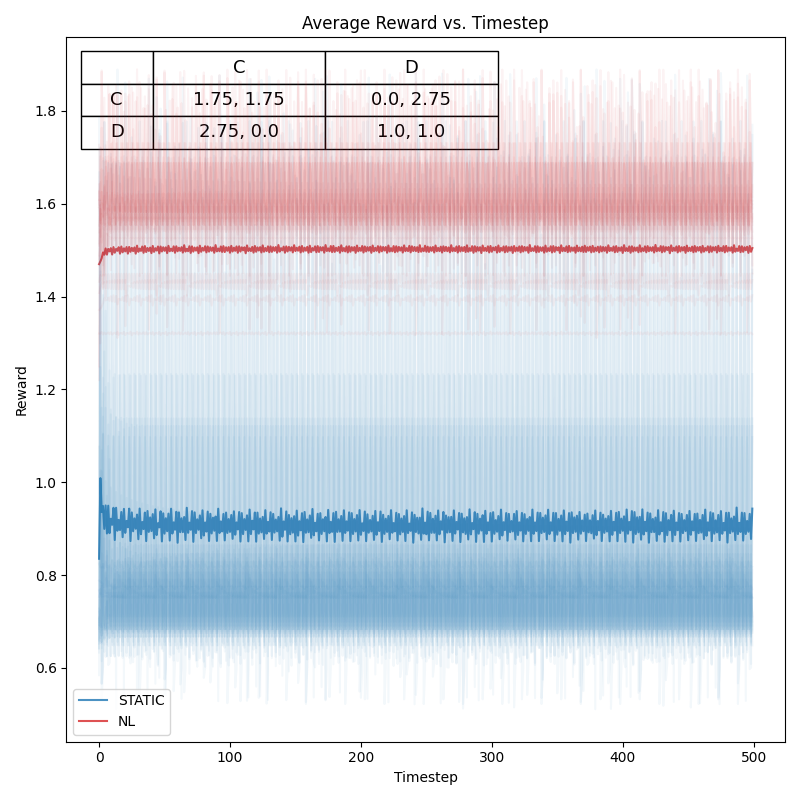 Average Reward vs. Timestep
C D
C 1.75, 1.75 0.0, 2.75
D 2.75, 0.0 1.0, 1.0
1.8
1.6
1.4
1.2
1.0
0.8
0.6
Reward
STATIC
NL
0 100 200 300 400 500
Timestep